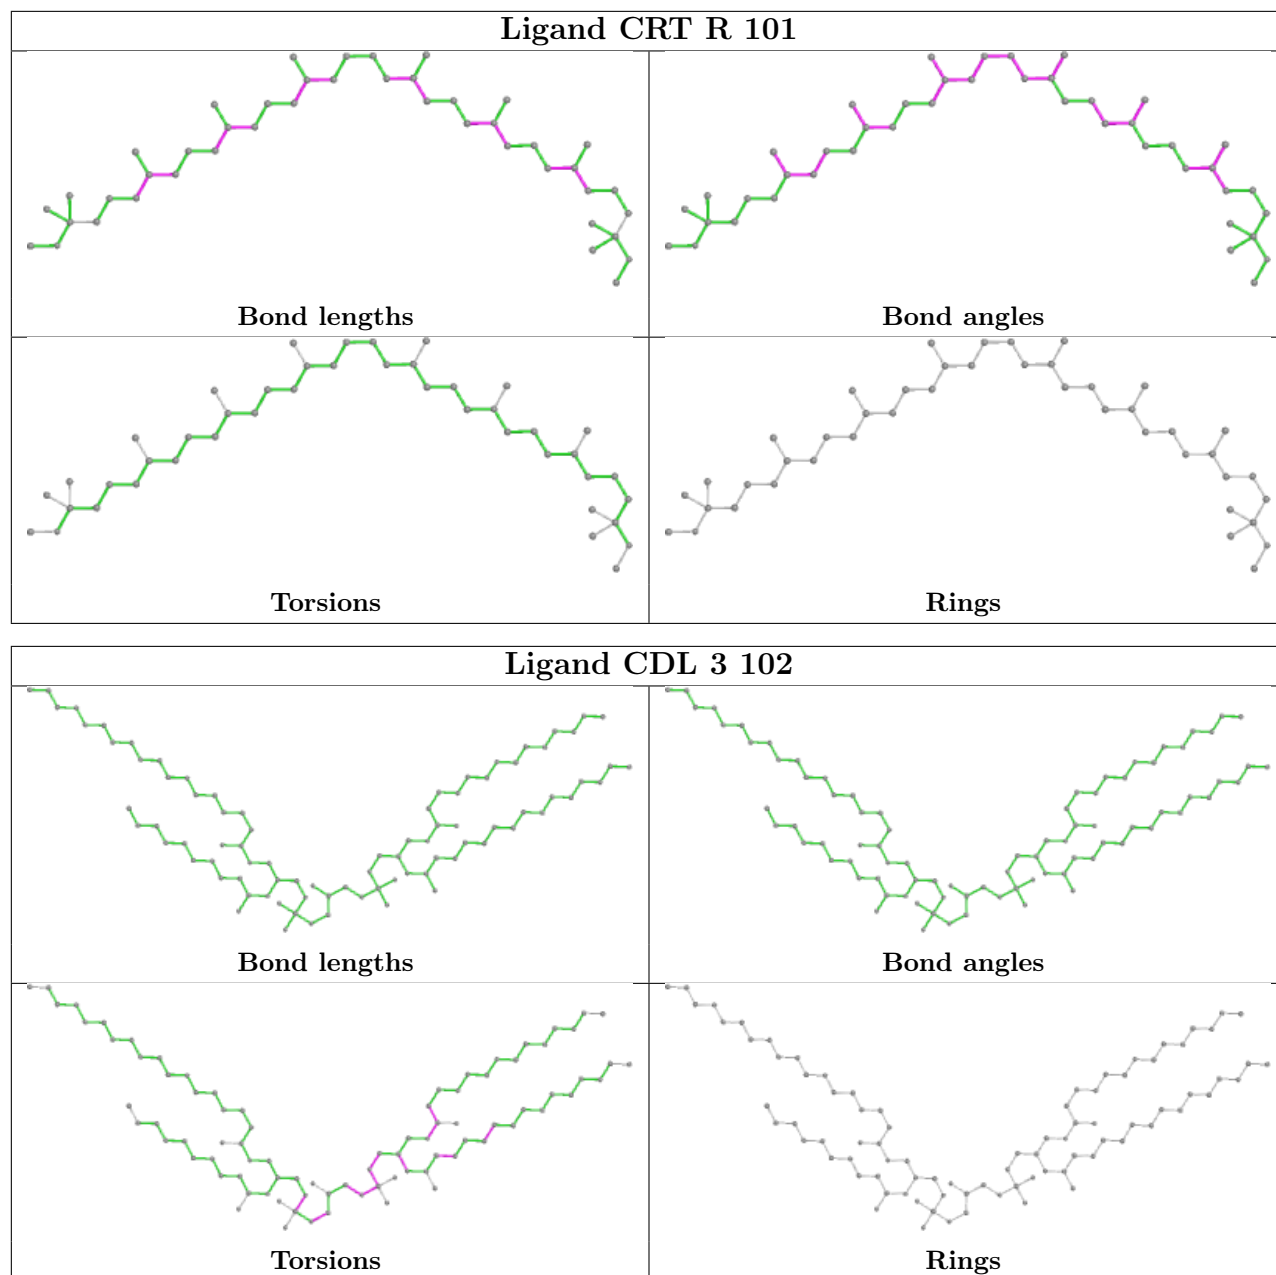 Ligand CRT R 101
Bond lengths
Bond angles
Torsions
Rings
Ligand CDL 3 102
Bond lengths
Bond angles
Torsions
Rings